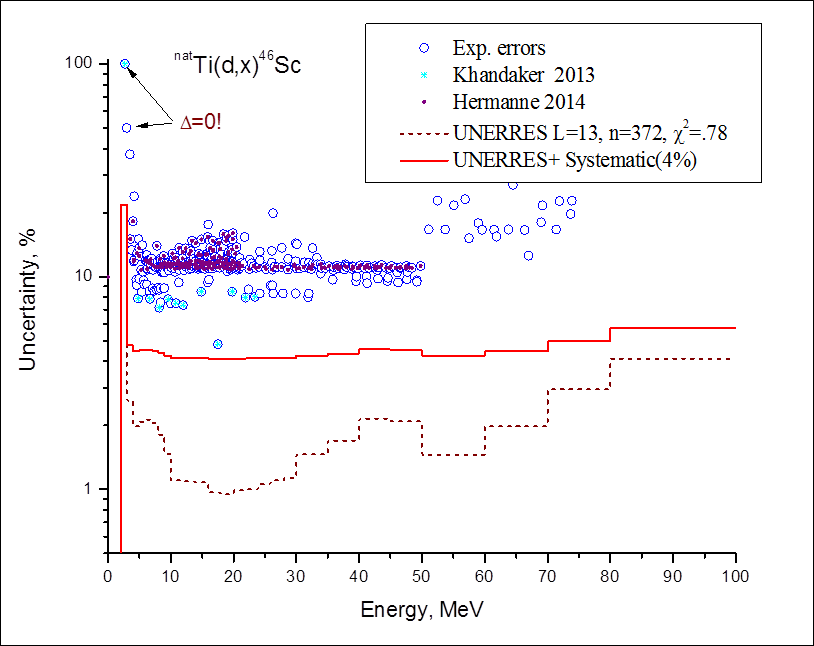 natTi(d,x)46Sc
Exp. errors
Khandaker 2013
Hermanne 2014
UNERRES L=13, n=372, χ2=.78
UNERRES+ Systematic(4%)
Δ=0!
Uncertainty, %
100
10
1
0 10 20 30 40 50 60 70 80 90 100
Energy, MeV